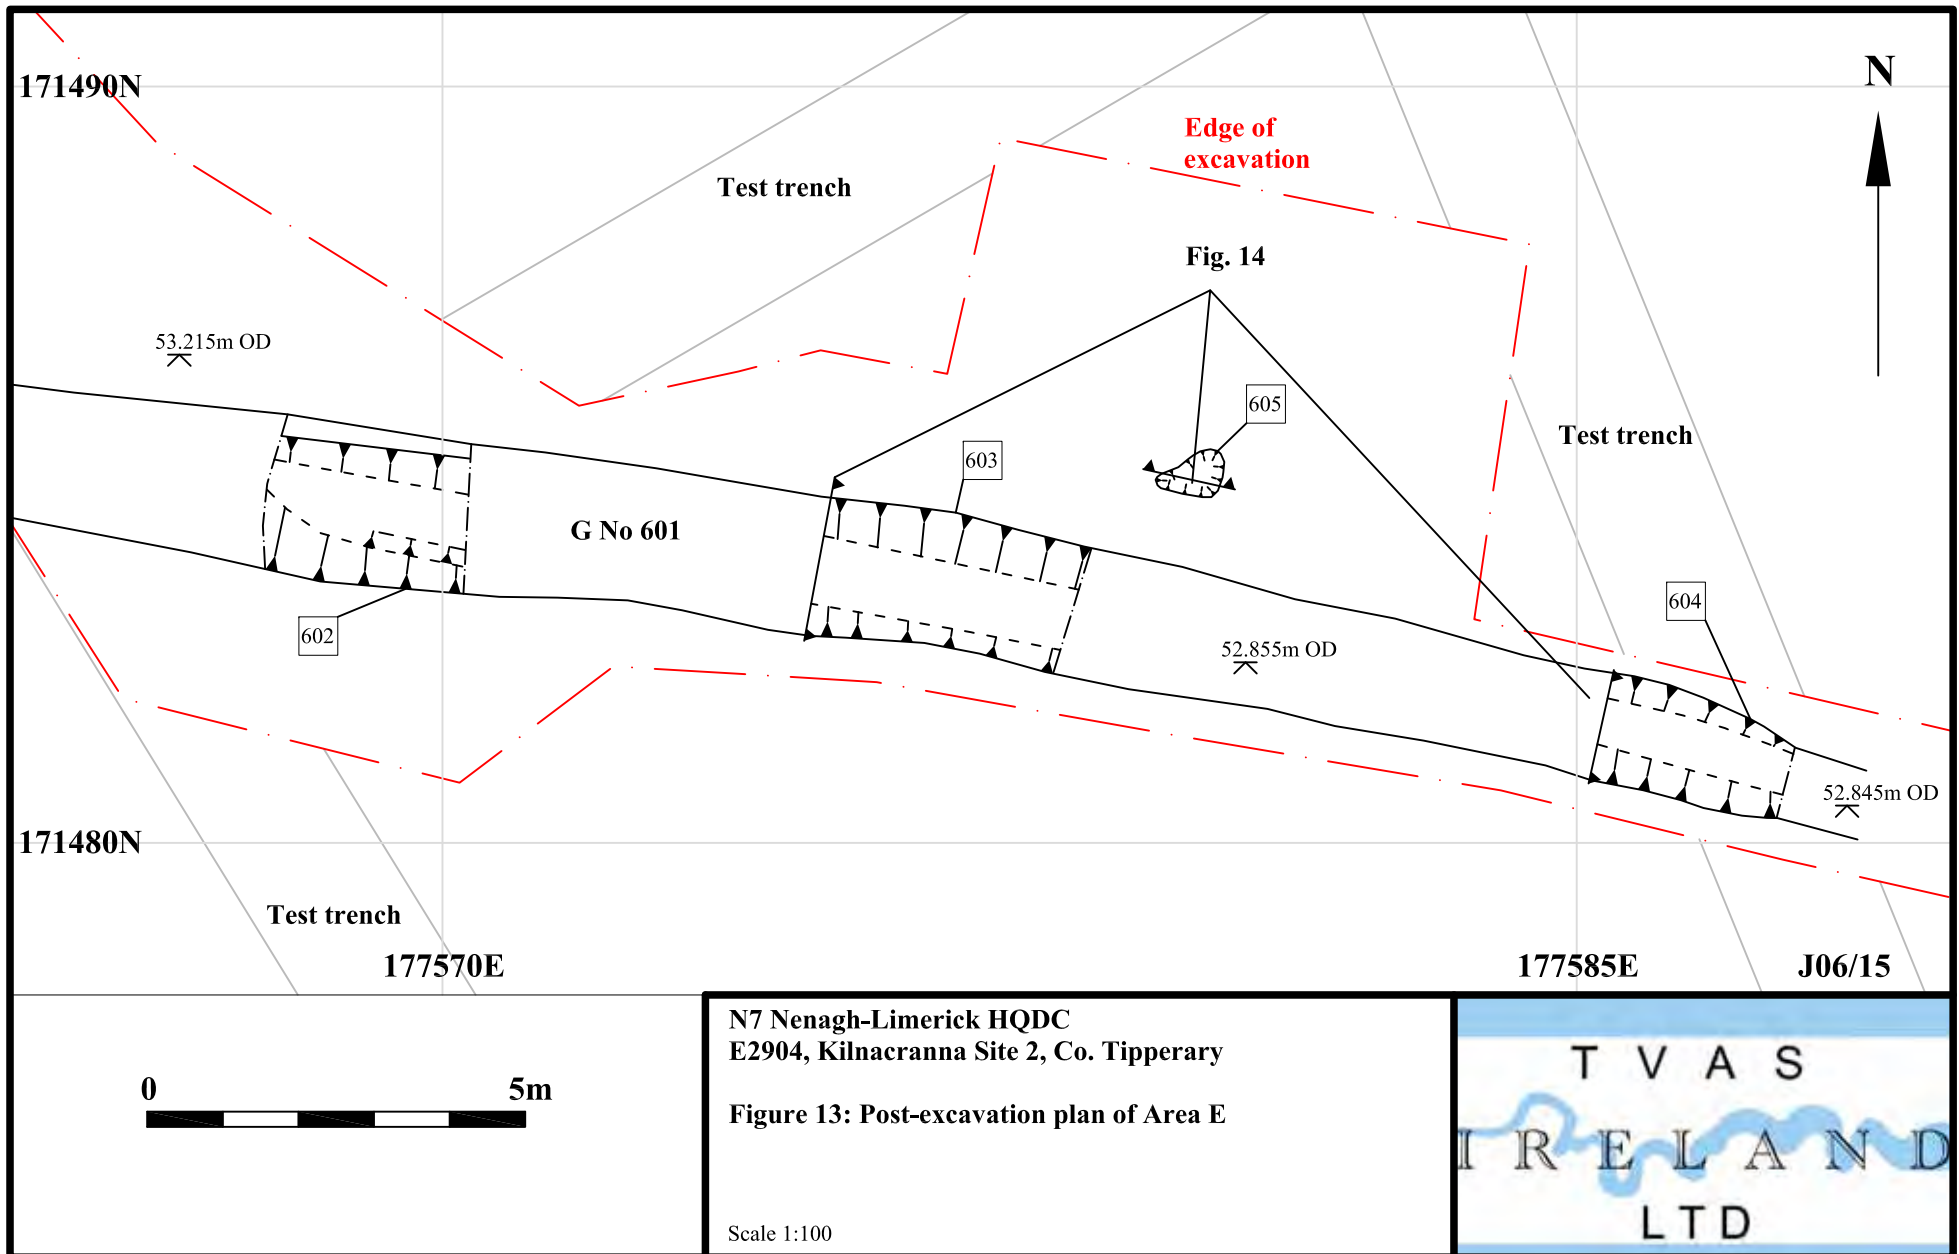 171490N
N
Edge of
excavation
Test trench
Fig. 14
53.215m OD
605
Test trench
603
G No 601
604
602
52.855m OD
52.845m OD
171480N
Test trench
177570E
177585E
J06/15
0
5m
N7 Nenagh-Limerick HQDC
E2904, Kilnacranna Site 2, Co. Tipperary
Figure 13: Post-excavation plan of Area E
Scale 1:100
T V A S
I R E L A N D
L T D